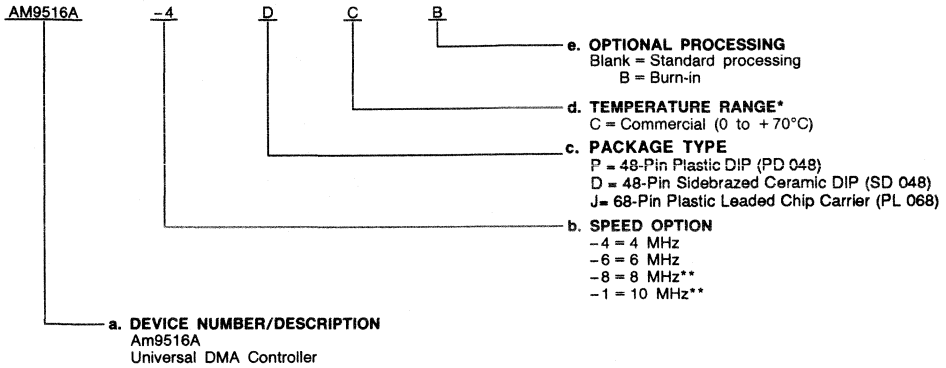 AM9516A -4 D C B
e. OPTIONAL PROCESSING
Blank = Standard processing
B = Burn-in
d. TEMPERATURE RANGE*
C = Commercial (0 to +70°C)
c. PACKAGE TYPE
P = 48-Pin Plastic DIP (PD 048)
D = 48-Pin Sidebrazed Ceramic DIP (SD 048)
J= 68-Pin Plastic Leaded Chip Carrier (PL 068)
b. SPEED OPTION
-4 = 4 MHz
-6 = 6 MHz
-8 = 8 MHz**
-1 = 10 MHz**
a. DEVICE NUMBER/DESCRIPTION
Am9516A
Universal DMA Controller